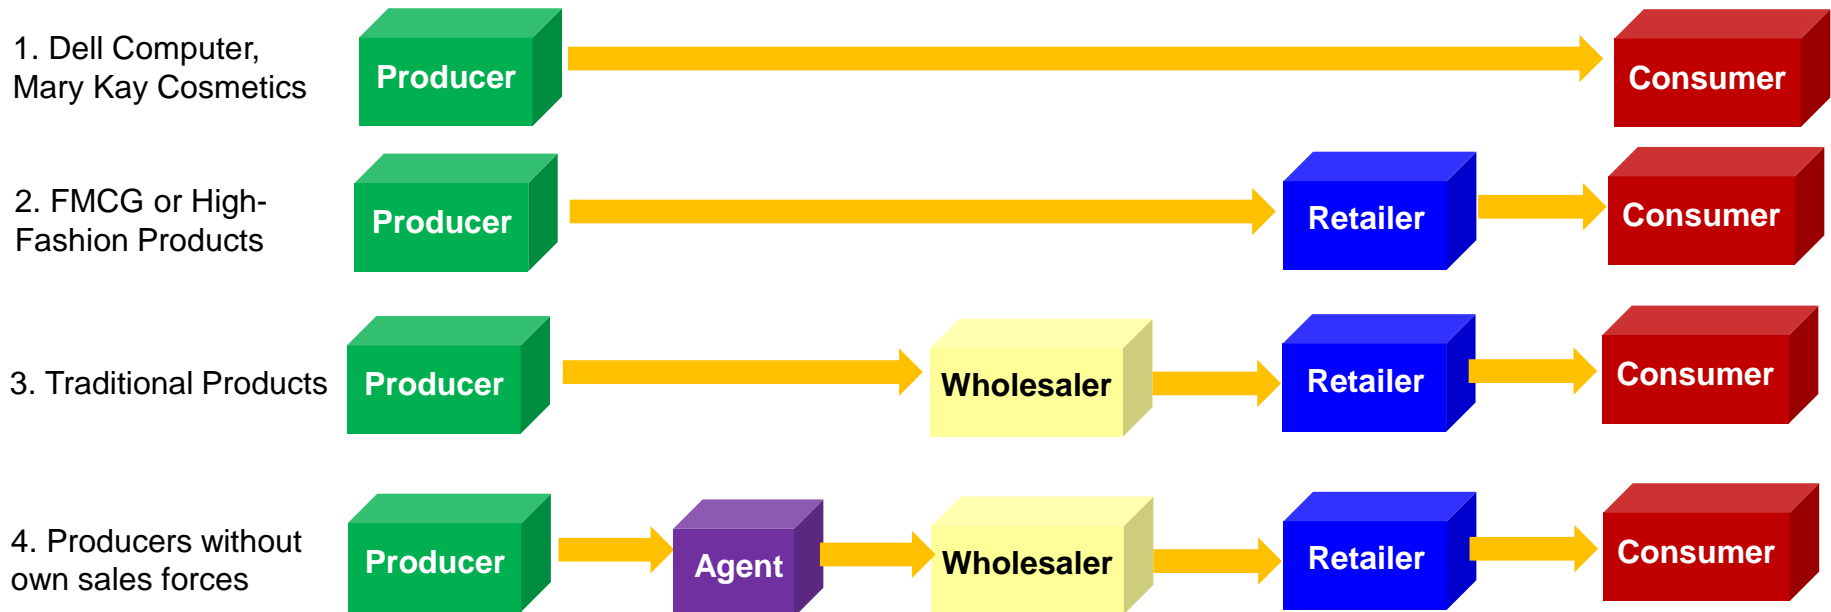 1. Dell Computer,
Mary Kay Cosmetics
Producer
Consumer
2. FMCG or High-
Fashion Products
Producer
Retailer
Consumer
3. Traditional Products
Producer
Wholesaler
Retailer
Consumer
4. Producers without
own sales forces
Producer
Agent
Wholesaler
Retailer
Consumer